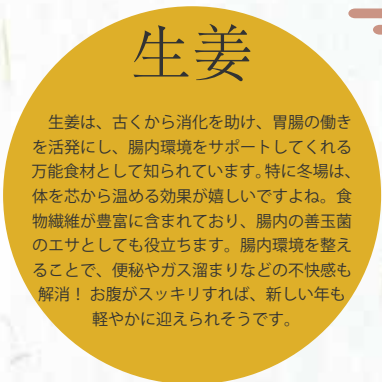 生姜
生姜は、古くから消化を助け、胃腸の働き
を活発にし、腸内環境をサポートしてくれる
万能食材として知られています。特に冬場は、
体を芯から温める効果が嬉しいですよね。食
物繊維が豊富に含まれており、腸内の善玉菌
のエサとしても役立ちます。腸内環境を整え
ることで、便秘やガス溜まりなどの不快感も
解消！ お腹がスッキリすれば、新しい年も
軽やかに迎えられそうです。